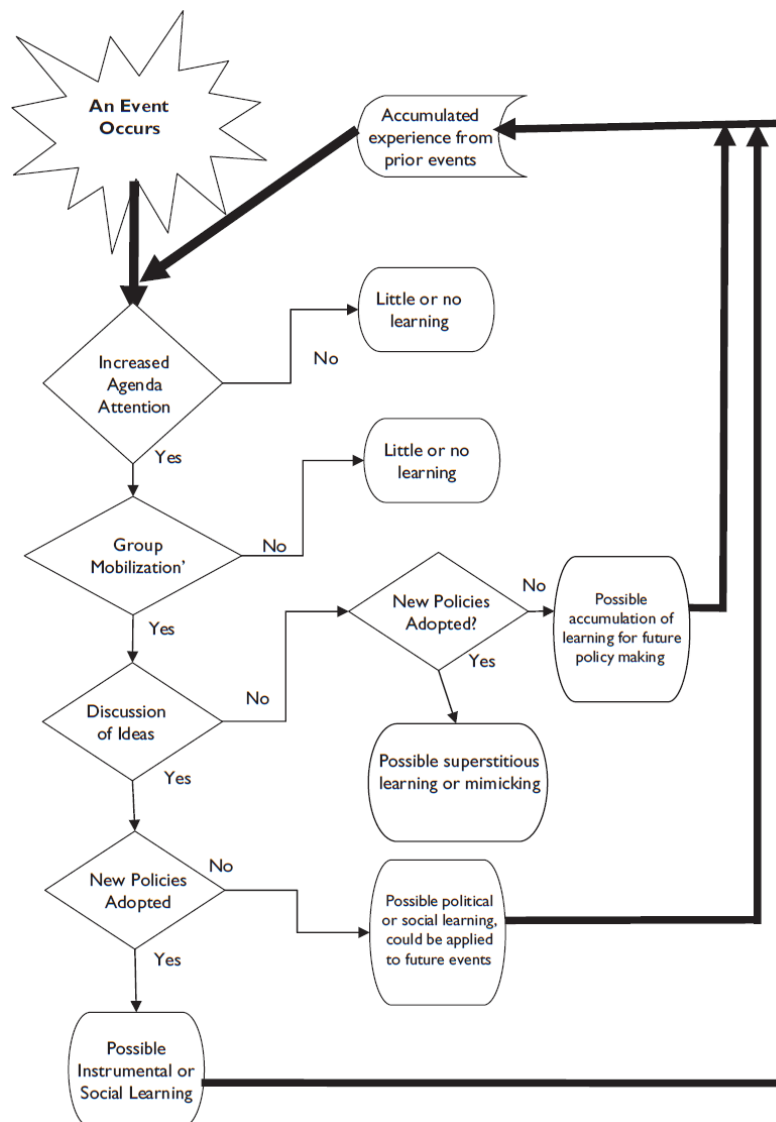 An Event
Occurs
Accumulated
experience from
prior events
Little or no
learning
No
Increased
Agenda
Attention
Yes
Little or no
learning
Group
Mobilization’
No
Yes
New Policies
Adopted?
No
Possible
accumulation of
learning for future
policy making
Yes
Discussion
of Ideas
No
Yes
Possible superstitious
learning or mimicking
New Policies
Adopted
No
Possible political
or social learning,
could be applied
to future events
Yes
Possible
Instrumental or
Social Learning